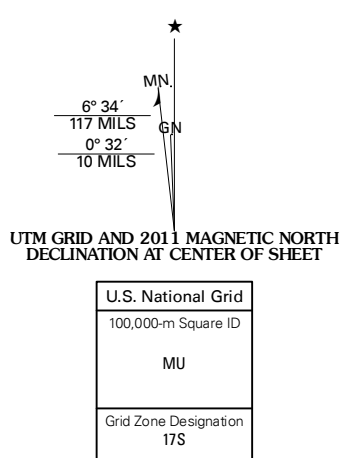 ★
MN
6° 34´
117 MILS
GN
0° 32´
10 MILS
UTM GRID AND 2011 MAGNETIC NORTH
DECLINATION AT CENTER OF SHEET
U.S. National Grid
100,000-m Square ID
MU
Grid Zone Designation
17S